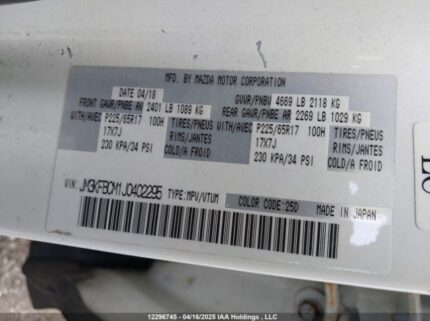 MFD. BY MAZDA MOTOR CORPORATION
DATE 04/18
GVWR/PNBV 4669 LB 2118 KG
FRONT GAWR/PNBE AV 2401 LB 1089 KG
REAR GAWR/PNBE AR 2269 LB 1029 KG
WITH/AVEC P225/65R17 100H TIRES/PNEUS
17X7J RIMS/JANTES
230 KPA/34 PSI COLD/A FROID
WITH/AVEC P225/65R17 100H TIRES/PNEUS
17X7J RIMS/JANTES
230 KPA/34 PSI COLD/A FROID
VIN: JM3KFBCM1J0402295 TYPE:MPV/VTUM
COLOR CODE:25D
MADE IN JAPAN
12296745 - 04/16/2025 IAA Holdings , LLC